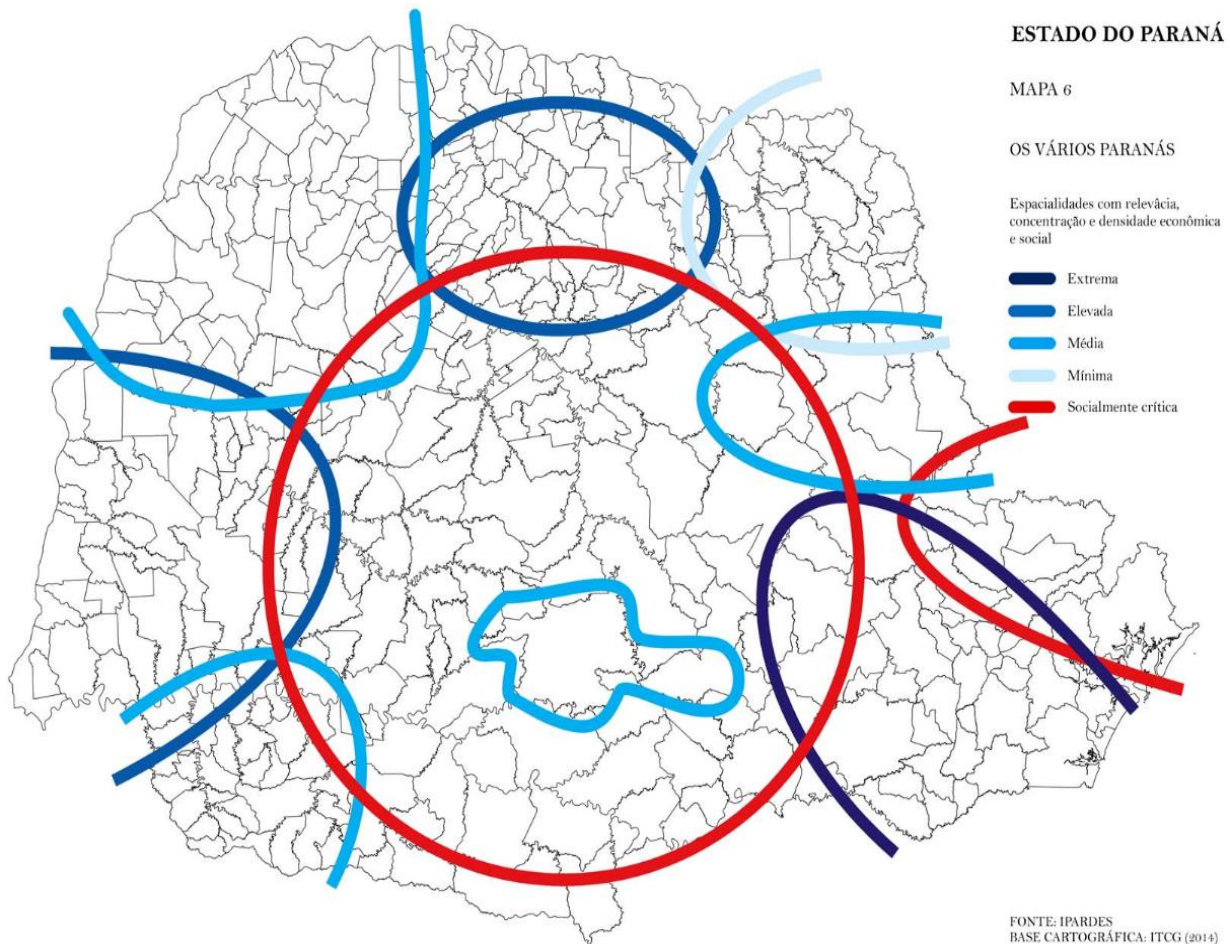 ESTADO DO PARANÁ
MAPA 6
OS VÁRIOS PARANÁS
Espacialidades com relevâcia,
concentração e densidade econômica
e social
Extrema
Elevada
Média
Mínima
Socialmente crítica
FONTE: IPARDES
BASE CARTOGRÁFICA: ITCG (2014)